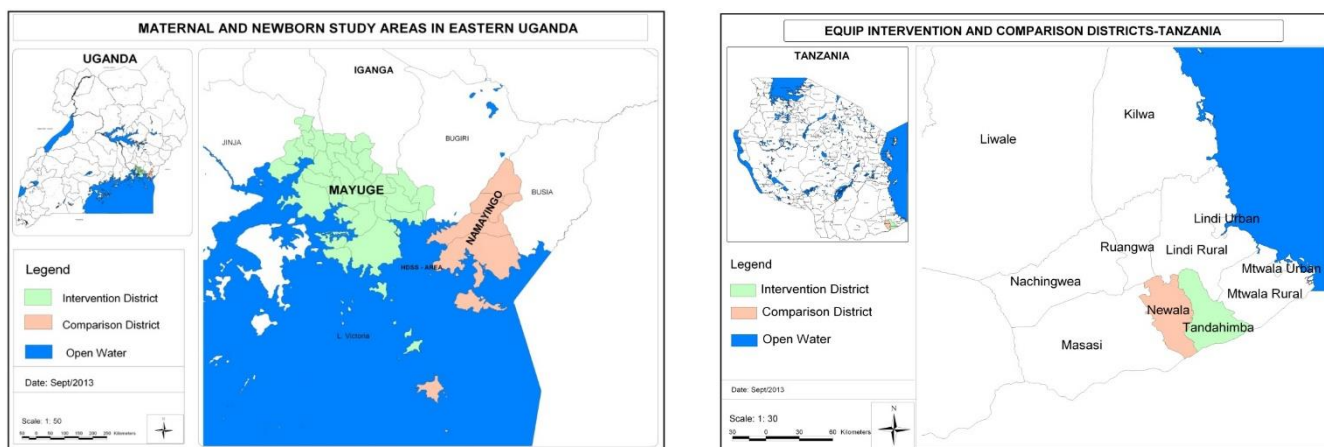 MATERNAL AND NEWBORN STUDY AREAS IN EASTERN UGANDA
UGANDA
IGANGA
JINJA
BUGIRI
MAYUGE
BUSIA
NAMAYINGO
HDSS - AREA
L. Victoria
Legend
Intervention District
Comparison District
Open Water
Date: Sept/2013
Scale: 1: 50
Kilometers
EQUIP INTERVENTION AND COMPARISON DISTRICTS-TANZANIA
TANZANIA
Kilwa
Liwale
Lindi Urban
Ruangwa
Lindi Rural
Mtwala Urban
Nachingwea
Mtwala Rural
Newala
Tandahimba
Masasi
Legend
Intervention District
Comparison District
Open Water
Date: Sept/2013
Scale: 1: 30
N
30 15 0 30 60
Kilometers